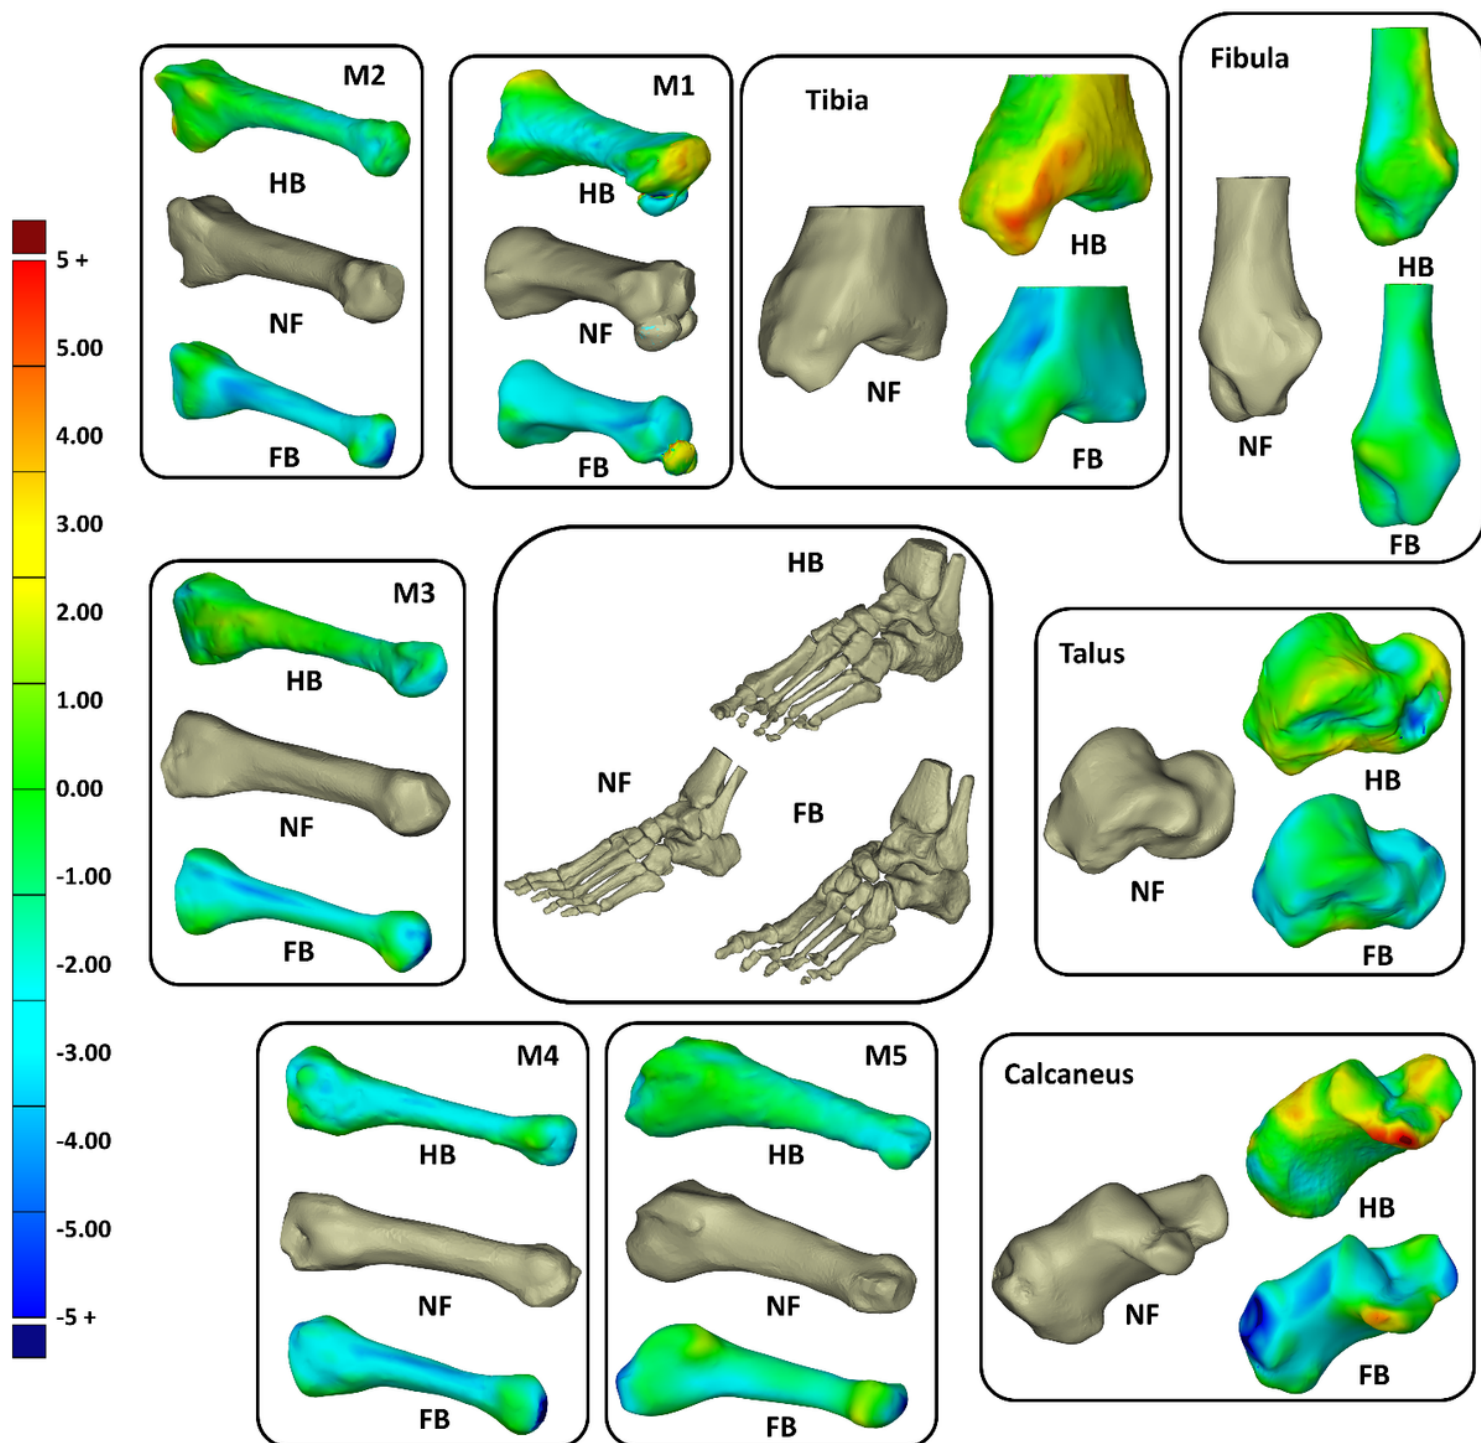 M2
HB
NF
FB
M1
HB
NF
FB
Tibia
HB
NF
FB
Fibula
HB
NF
FB
5 +
5.00
4.00
3.00
2.00
1.00
0.00
-1.00
-2.00
-3.00
-4.00
-5.00
-5 +
M3
HB
NF
FB
HB
NF
FB
Talus
HB
NF
FB
M4
HB
NF
FB
M5
HB
NF
FB
Calcaneus
HB
NF
FB